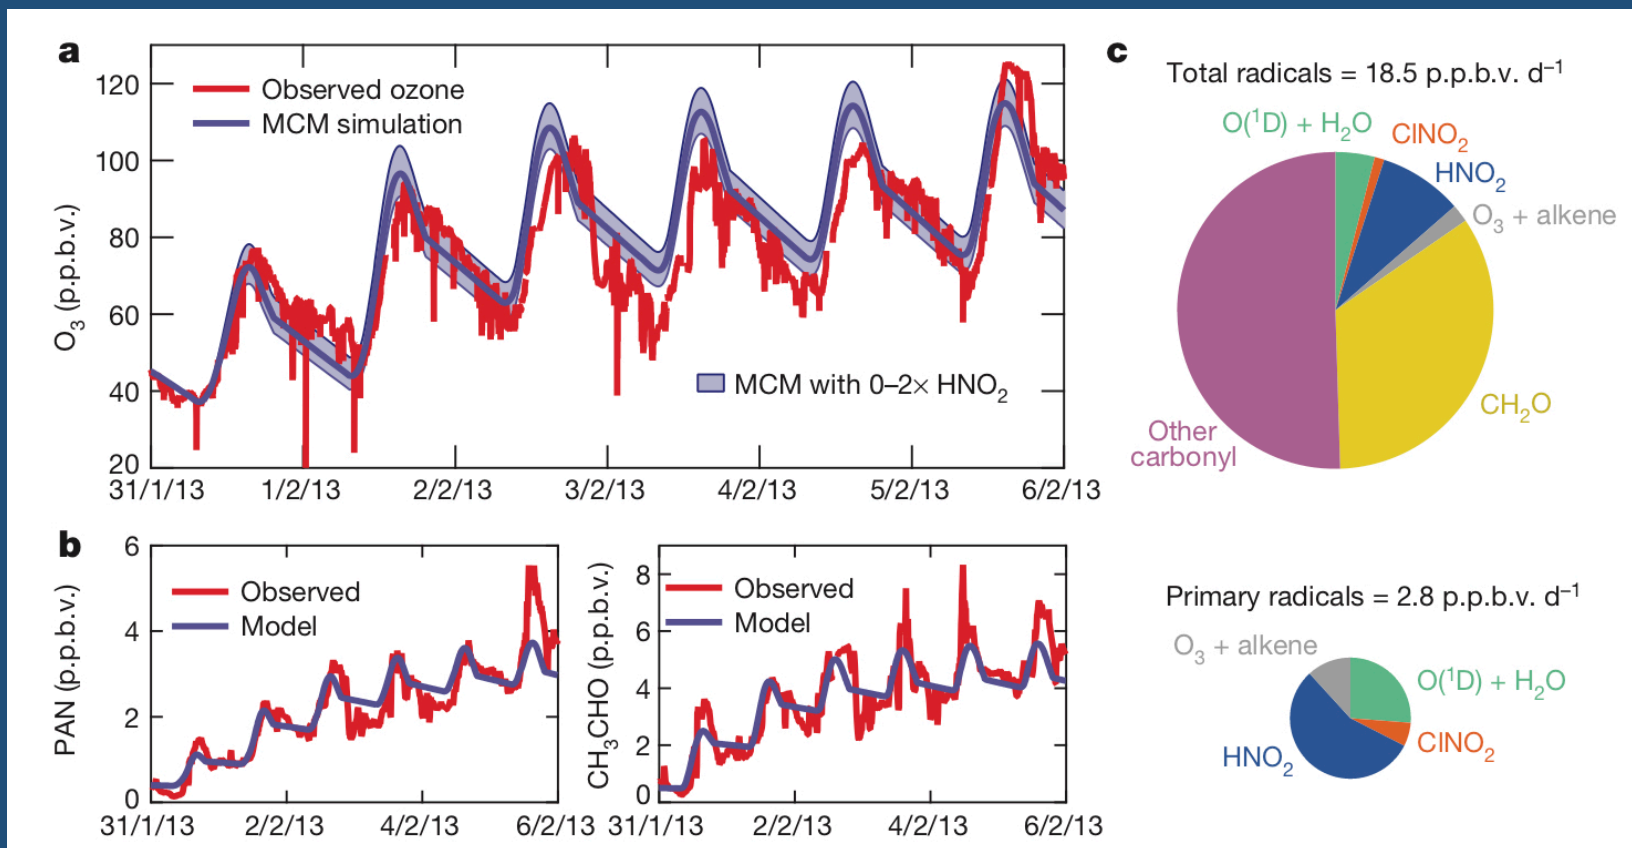 a
Observed ozone
MCM simulation
MCM with 0–2× HNO₂
O₃ (p.p.b.v.)
120
100
80
60
40
20
31/1/13 1/2/13 2/2/13 3/2/13 4/2/13 5/2/13 6/2/13
b
Observed
Model
PAN (p.p.b.v.)
6
4
2
0
31/1/13 2/2/13 4/2/13 6/2/13
Observed
Model
CH₃CHO (p.p.b.v.)
8
6
4
2
0
31/1/13 2/2/13 4/2/13 6/2/13
c
Total radicals = 18.5 p.p.b.v. d⁻¹
O(¹D) + H₂O
ClNO₂
HNO₂
O₃ + alkene
CH₂O
Other
carbonyl
Primary radicals = 2.8 p.p.b.v. d⁻¹
O₃ + alkene
O(¹D) + H₂O
ClNO₂
HNO₂